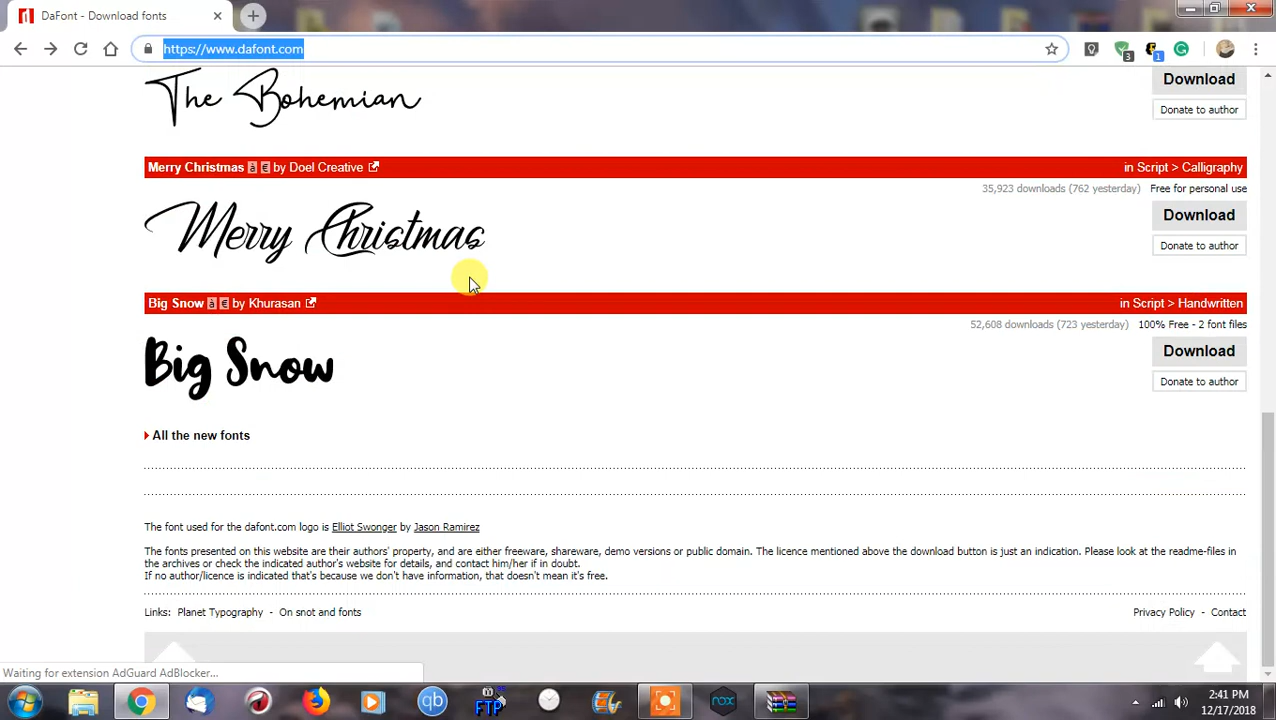 DaFont - Download fonts
https://www.dafont.com
3
1
The Bohemian
Download
Donate to author
Merry Christmas à € by Doel Creative
in Script > Calligraphy
35,923 downloads (762 yesterday) Free for personal use
Merry Christmas
Download
Donate to author
Big Snow à € by Khurasan
in Script > Handwritten
52,608 downloads (723 yesterday) 100% Free - 2 font files
Big Snow
Download
Donate to author
All the new fonts
The font used for the dafont.com logo is Elliot Swonger by Jason Ramirez
The fonts presented on this website are their authors' property, and are either freeware, shareware, demo versions or public domain. The licence mentioned above the download button is just an indication. Please look at the readme-files in
the archives or check the indicated author's website for details, and contact him/her if in doubt.
If no author/licence is indicated that's because we don't have information, that doesn't mean it's free.
Links: Planet Typography - On snot and fonts
Privacy Policy - Contact
Waiting for extension AdGuard AdBlocker...
qb
FTP
nox
2:41 PM
12/17/2018